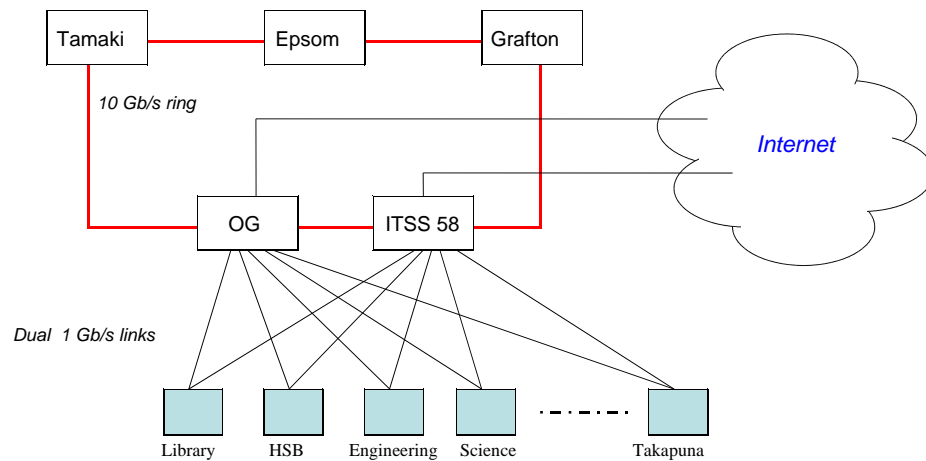 Tamaki
Epsom
Grafton
10 Gb/s ring
Internet
OG
ITSS 58
Dual 1 Gb/s links
Library
HSB
Engineering
Science
Takapuna